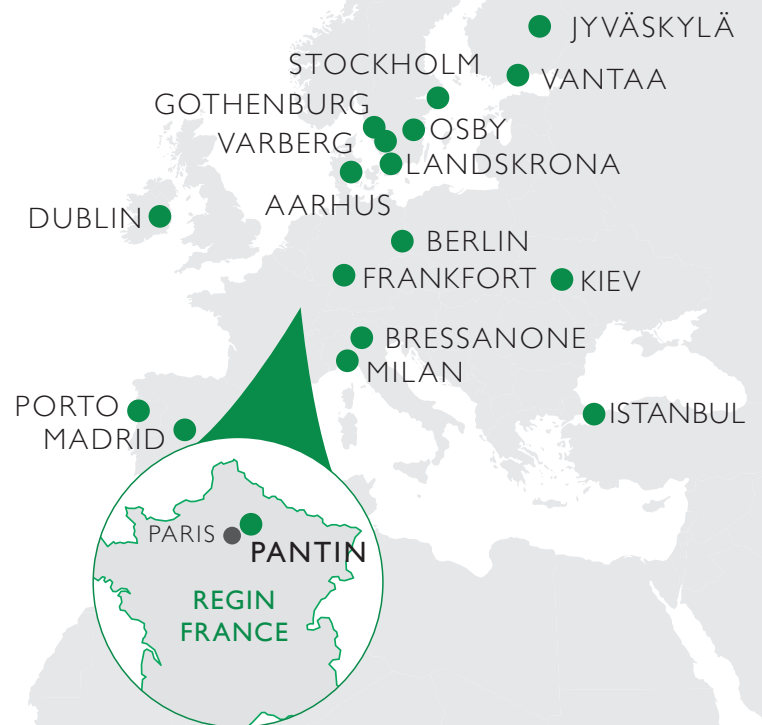 JYVÄSKYLÄ
STOCKHOLM
VANTAA
GOTHENBURG
OSBY
VARBERG
LANDSKRONA
AARHUS
DUBLIN
BERLIN
FRANKFORT
KIEV
BRESSANONE
MILAN
PORTO
ISTANBUL
MADRID
PARIS
PANTIN
REGIN
FRANCE